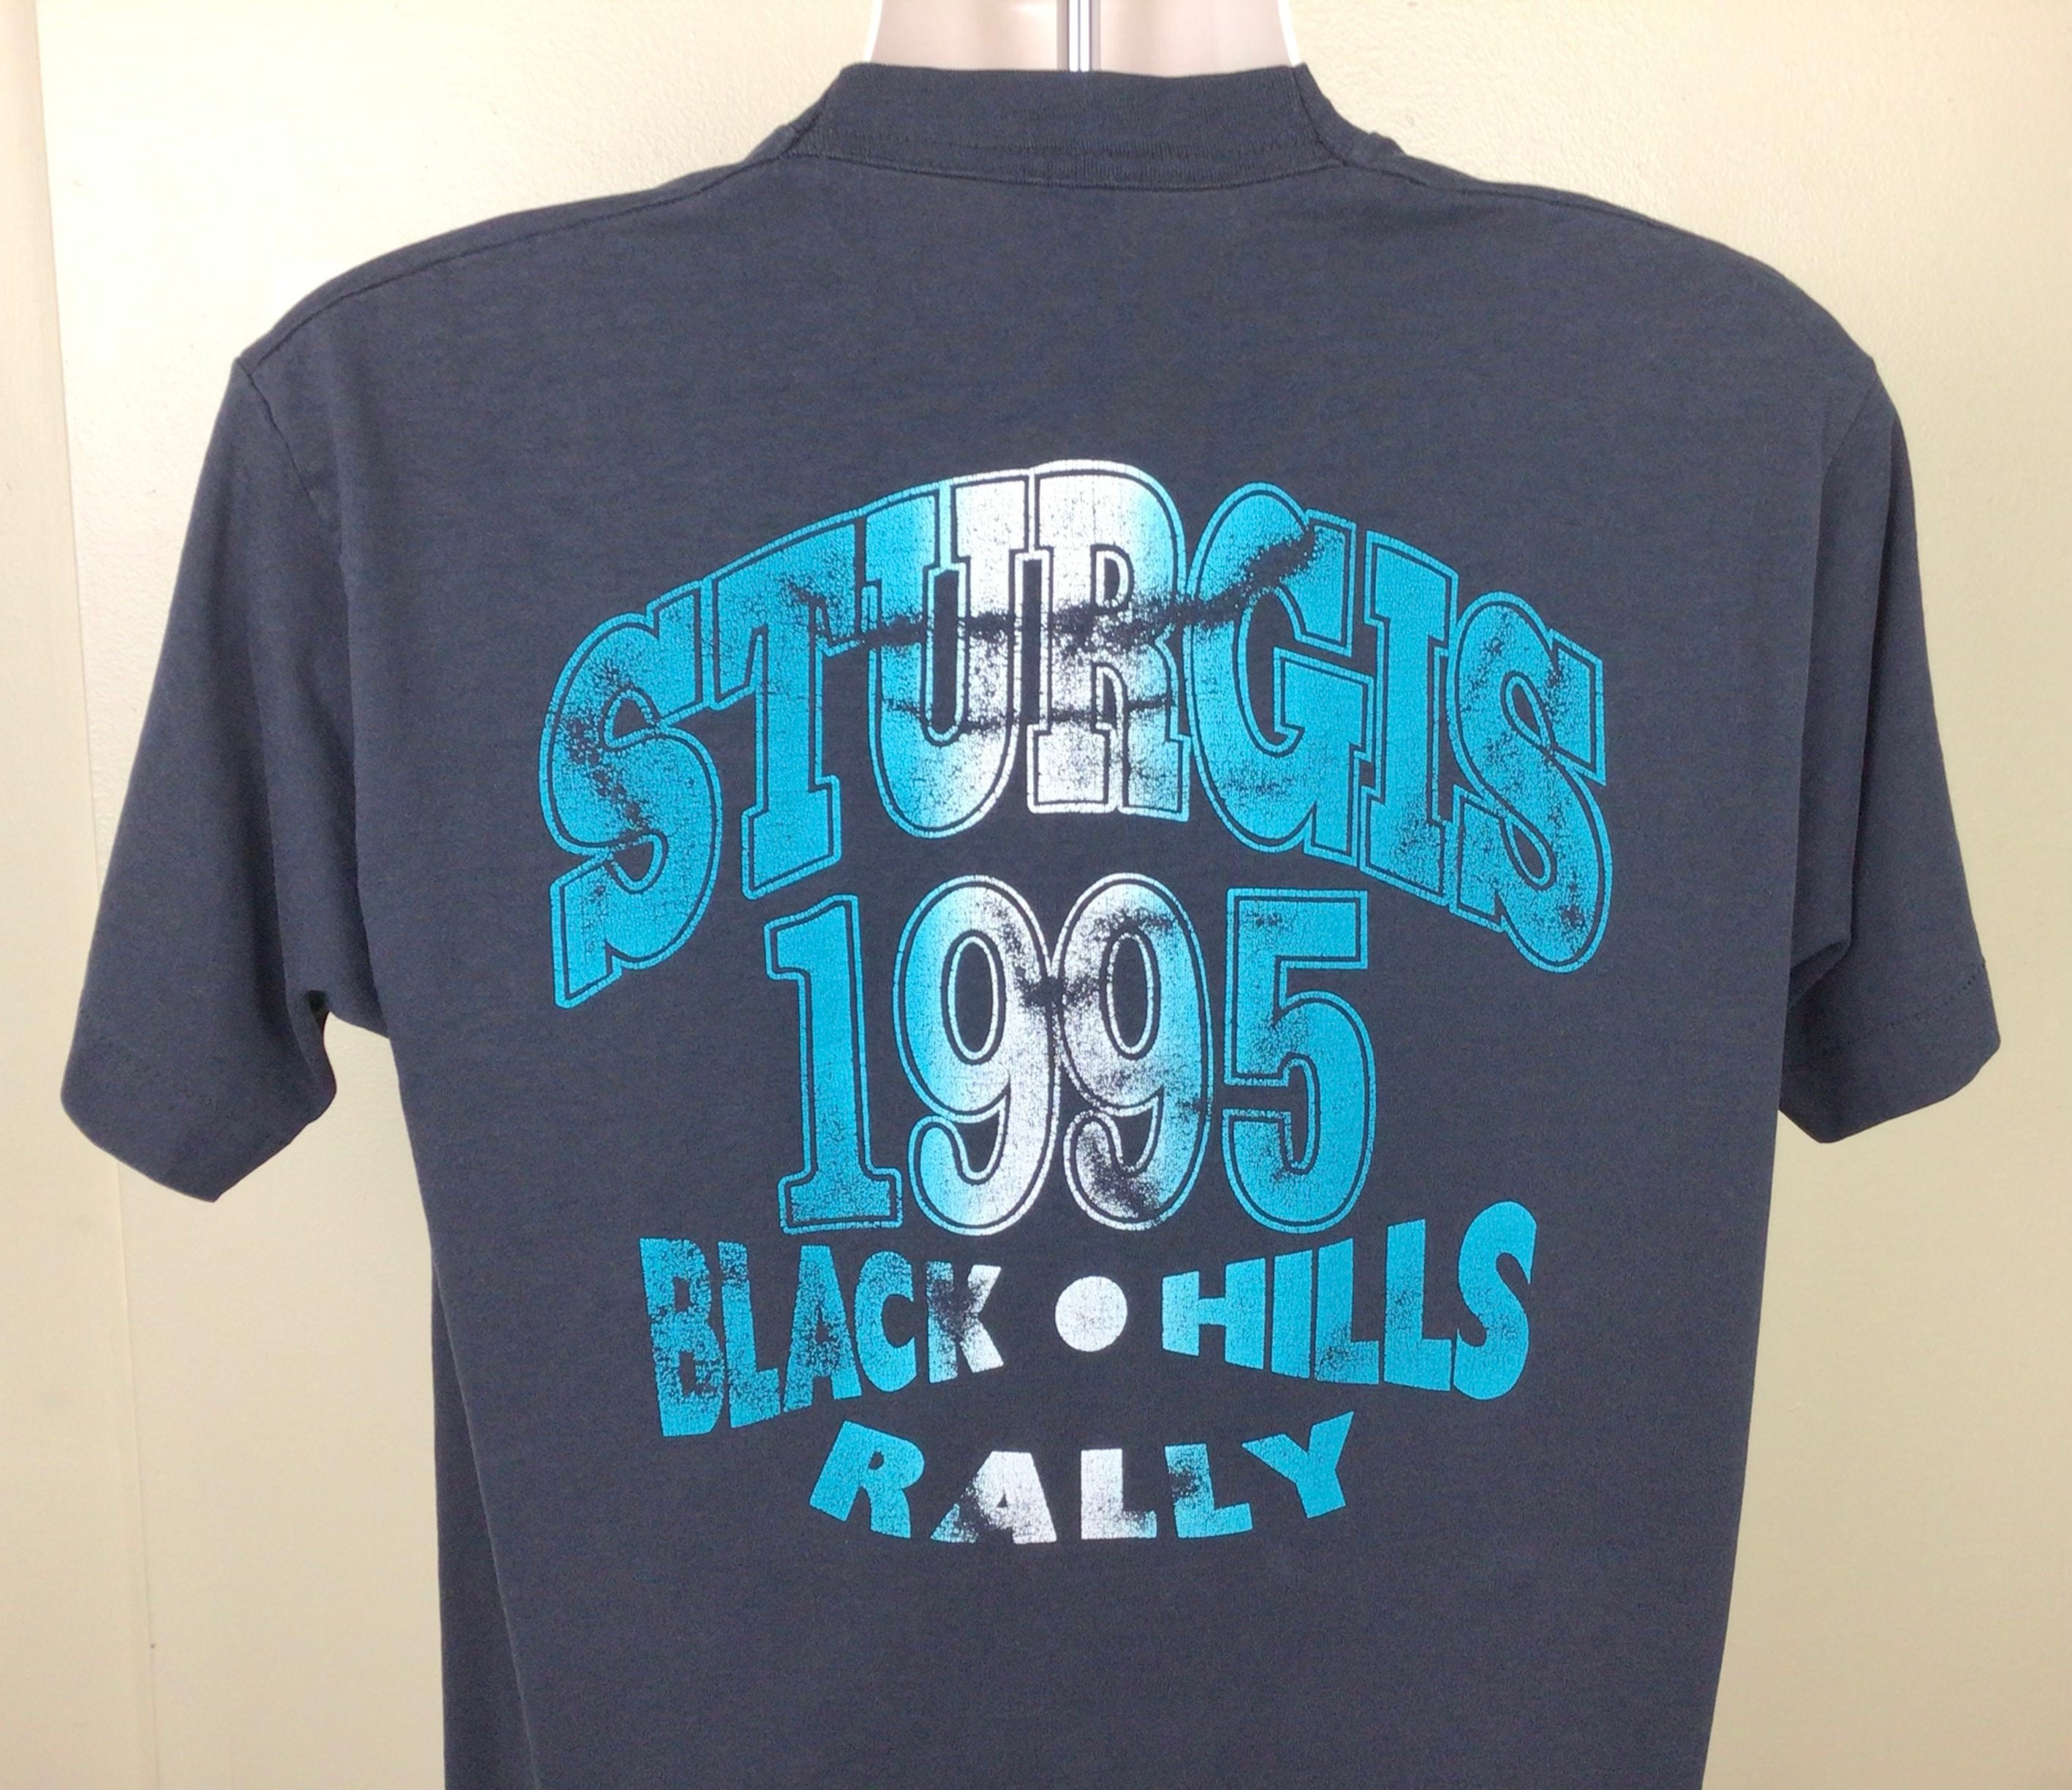 STURGIS
1995
BLACK • HILLS
RALLY